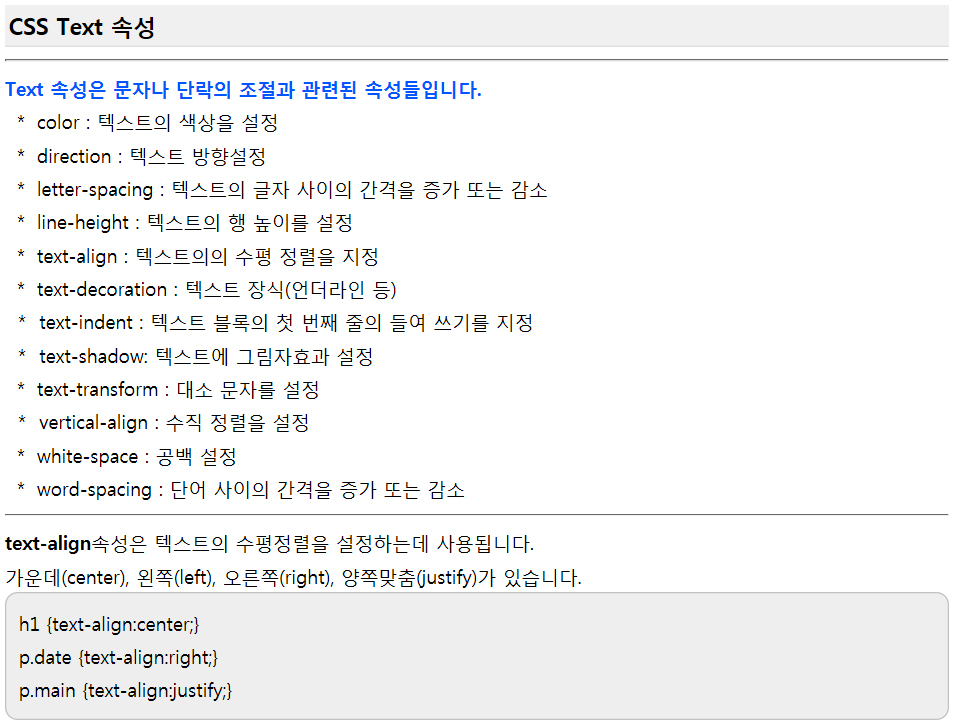 CSS Text 속성
Text 속성은 문자나 단락의 조절과 관련된 속성들입니다.
* color : 텍스트의 색상을 설정
* direction : 텍스트 방향설정
* letter-spacing : 텍스트의 글자 사이의 간격을 증가 또는 감소
* line-height : 텍스트의 행 높이를 설정
* text-align : 텍스트의의 수평 정렬을 지정
* text-decoration : 텍스트 장식(언더라인 등)
* text-indent : 텍스트 블록의 첫 번째 줄의 들여 쓰기를 지정
* text-shadow: 텍스트에 그림자효과 설정
* text-transform : 대소 문자를 설정
* vertical-align : 수직 정렬을 설정
* white-space : 공백 설정
* word-spacing : 단어 사이의 간격을 증가 또는 감소
text-align속성은 텍스트의 수평정렬을 설정하는데 사용됩니다.
가운데(center), 왼쪽(left), 오른쪽(right), 양쪽맞춤(justify)가 있습니다.
h1 {text-align:center;}
p.date {text-align:right;}
p.main {text-align:justify;}